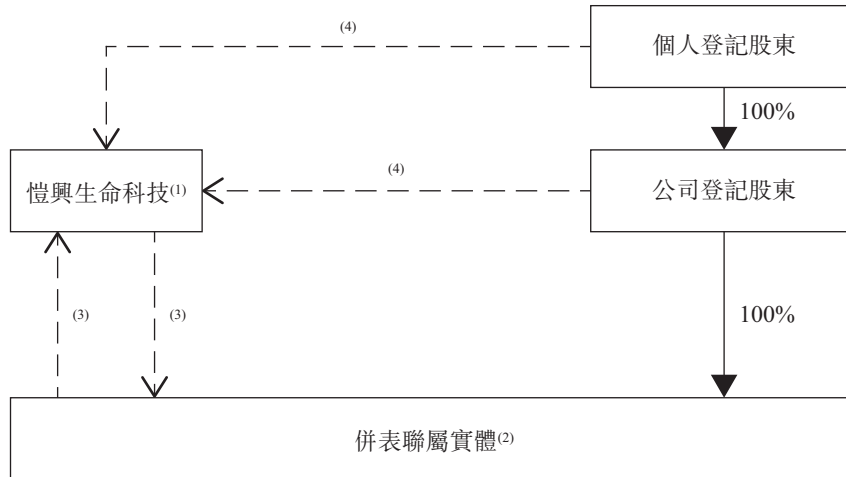 (4)
個人登記股東
100%
愷興生命科技(1)
(4)
公司登記股東
(3)
(3)
100%
併表聯屬實體(2)